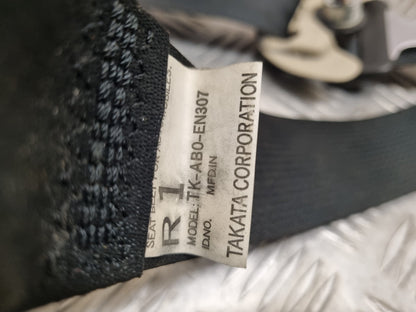 R 1
MODEL: TK-AB0-EN307
ID.NO. MFD.IN
TAKATA CORPORATION